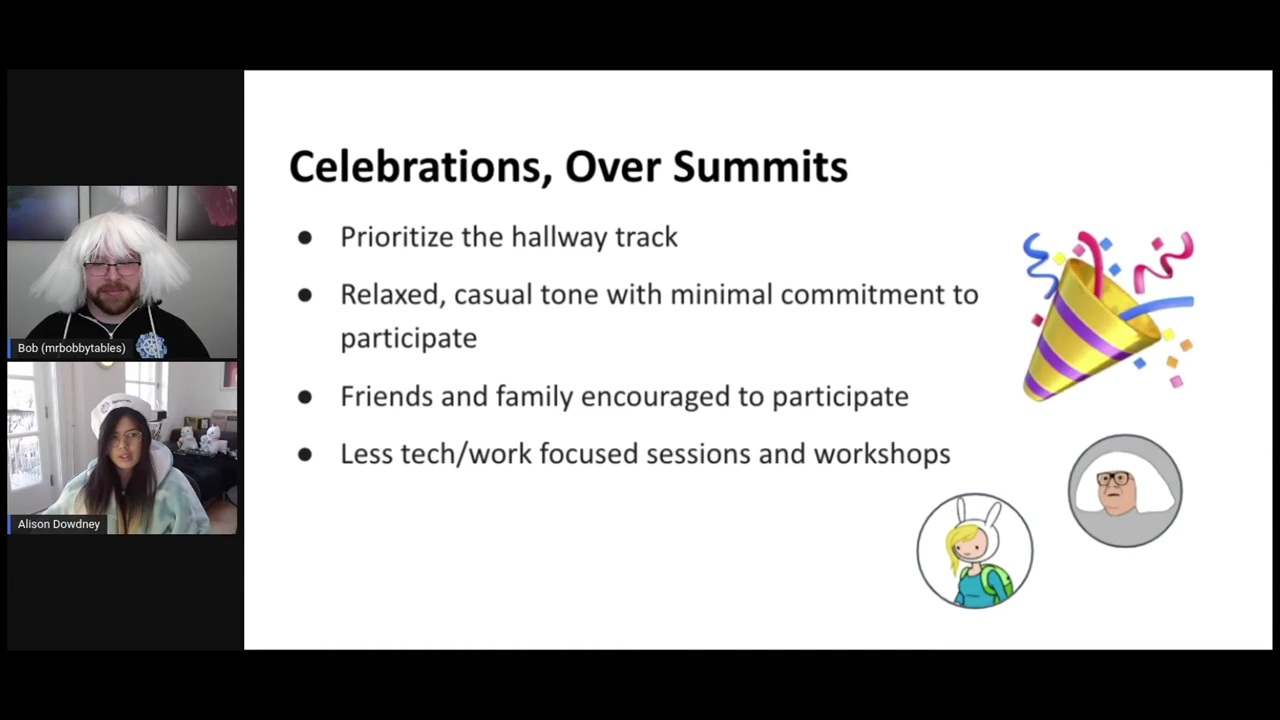 Celebrations, Over Summits
● Prioritize the hallway track
● Relaxed, casual tone with minimal commitment to
participate
● Friends and family encouraged to participate
● Less tech/work focused sessions and workshops
Bob (mrbobbytables)
Alison Dowdney